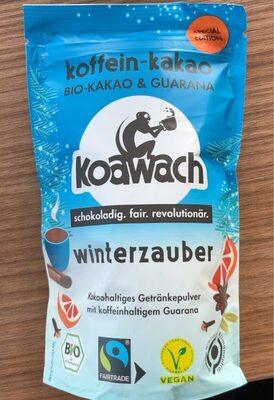 SPECIAL
EDITION
koffein-kakao
BIO-KAKAO & GUARANA
koawach
schokoladig. fair. revolutionär.
winterzauber
Kakaohaltiges Getränkepulver
mit koffeinhaltigem Guarana
BIO
FAIRTRADE
VEGAN